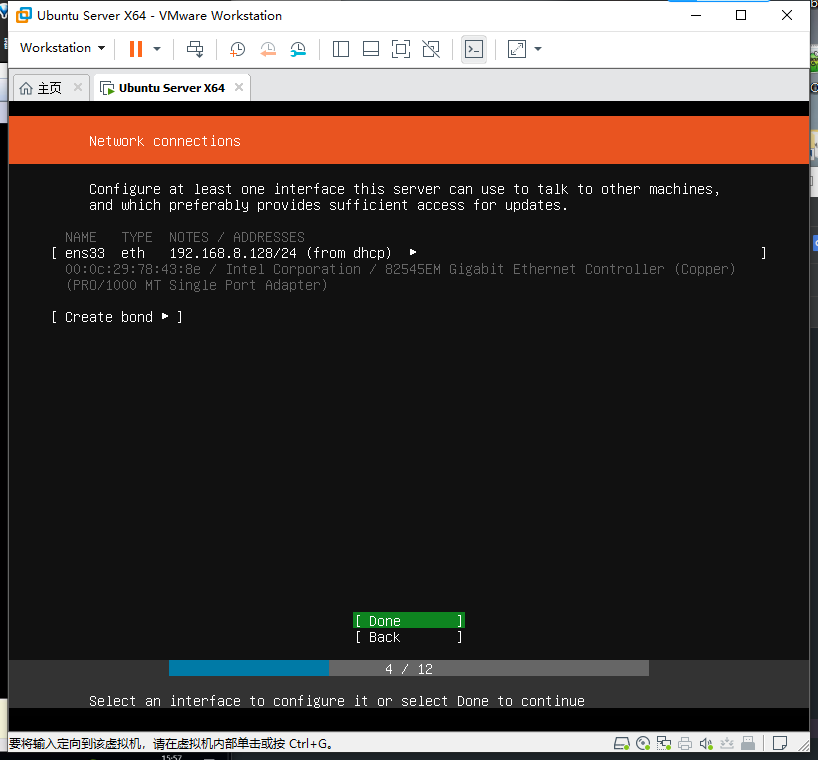 Ubuntu Server X64 - VMware Workstation
Workstation
主页
Ubuntu Server X64
Network connections
Configure at least one interface this server can use to talk to other machines,
and which preferably provides sufficient access for updates.
NAME TYPE NOTES / ADDRESSES
[ ens33 eth 192.168.8.128/24 (from dhcp) ▸ ]
00:0c:29:78:43:8e / Intel Corporation / 82545EM Gigabit Ethernet Controller (Copper)
(PRO/1000 MT Single Port Adapter)
[ Create bond ▸ ]
[ Done ]
[ Back ]
4 / 12
Select an interface to configure it or select Done to continue
要将输入定向到该虚拟机，请在虚拟机内部单击或按 Ctrl+G。
15:57